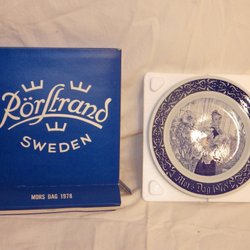 Rörstrand
SWEDEN
MORS DAG 1976
Mors Dag 1976